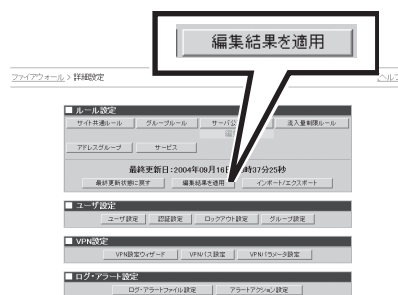 編集結果を適用
ファイアウォール > 詳細設定
ヘル
■ ルール設定
サイト共通ルール グループルール サーバ公 流入量制限ルール
アドレスグループ サービス
最終更新日:2004年09月16日 時37分25秒
最終更新状態に戻す 編集結果を適用 インポート/エクスポート
■ ユーザ設定
ユーザ設定 認証設定 ロックアウト設定 グループ設定
■ VPN設定
VPN設定ウィザード VPNパス設定 VPNパラメータ設定
■ ログ・アラート設定
ログ・アラートファイル設定 アラートアクション設定